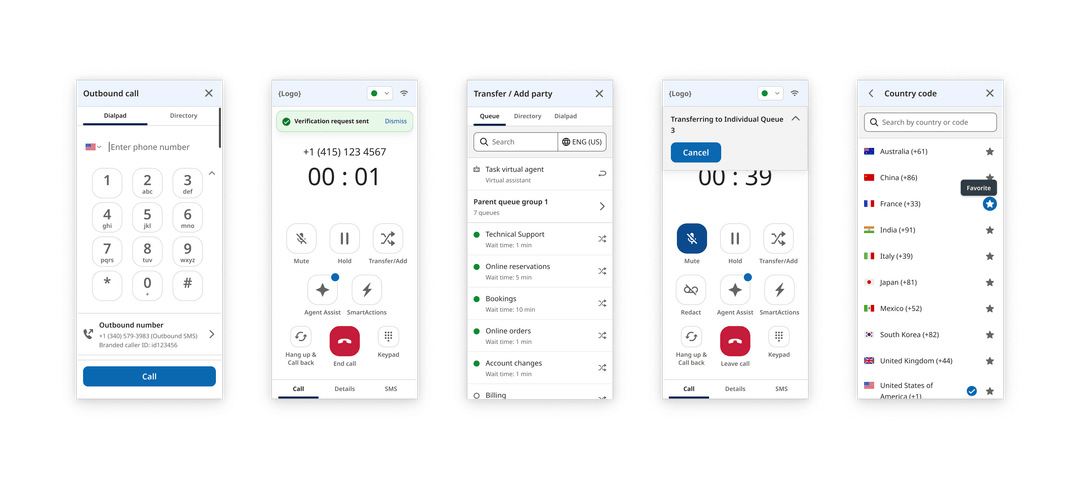 Outbound call
Dialpad
Directory
Enter phone number
1
2
abc
3
def
4
ghi
5
jkl
6
mno
7
pqrs
8
tuv
9
wxyz
*
0
+
#
Outbound number
+1 (340) 579-3983 (Outbound SMS)
Branded caller ID: id123456
Call
{Logo}
Verification request sent
Dismiss
+1 (415) 123 4567
00 : 01
Mute
Hold
Transfer/Add
Agent Assist
SmartActions
Hang up &
Call back
End call
Keypad
Call
Details
SMS
Transfer / Add party
Queue
Directory
Dialpad
Search
ENG (US)
Task virtual agent
Virtual assistant
Parent queue group 1
7 queues
Technical Support
Wait time: 1 min
Online reservations
Wait time: 5 min
Bookings
Wait time: 10 min
Online orders
Wait time: 1 min
Account changes
Wait time: 1 min
Billing
{Logo}
Transferring to Individual Queue
3
Cancel
00 : 39
Mute
Hold
Transfer/Add
Redact
Agent Assist
SmartActions
Hang up &
Call back
Leave call
Keypad
Call
Details
SMS
Country code
Search by country or code
Australia (+61)
China (+86)
Favorite
France (+33)
India (+91)
Italy (+39)
Japan (+81)
Mexico (+52)
South Korea (+82)
United Kingdom (+44)
United States of
America (+1)